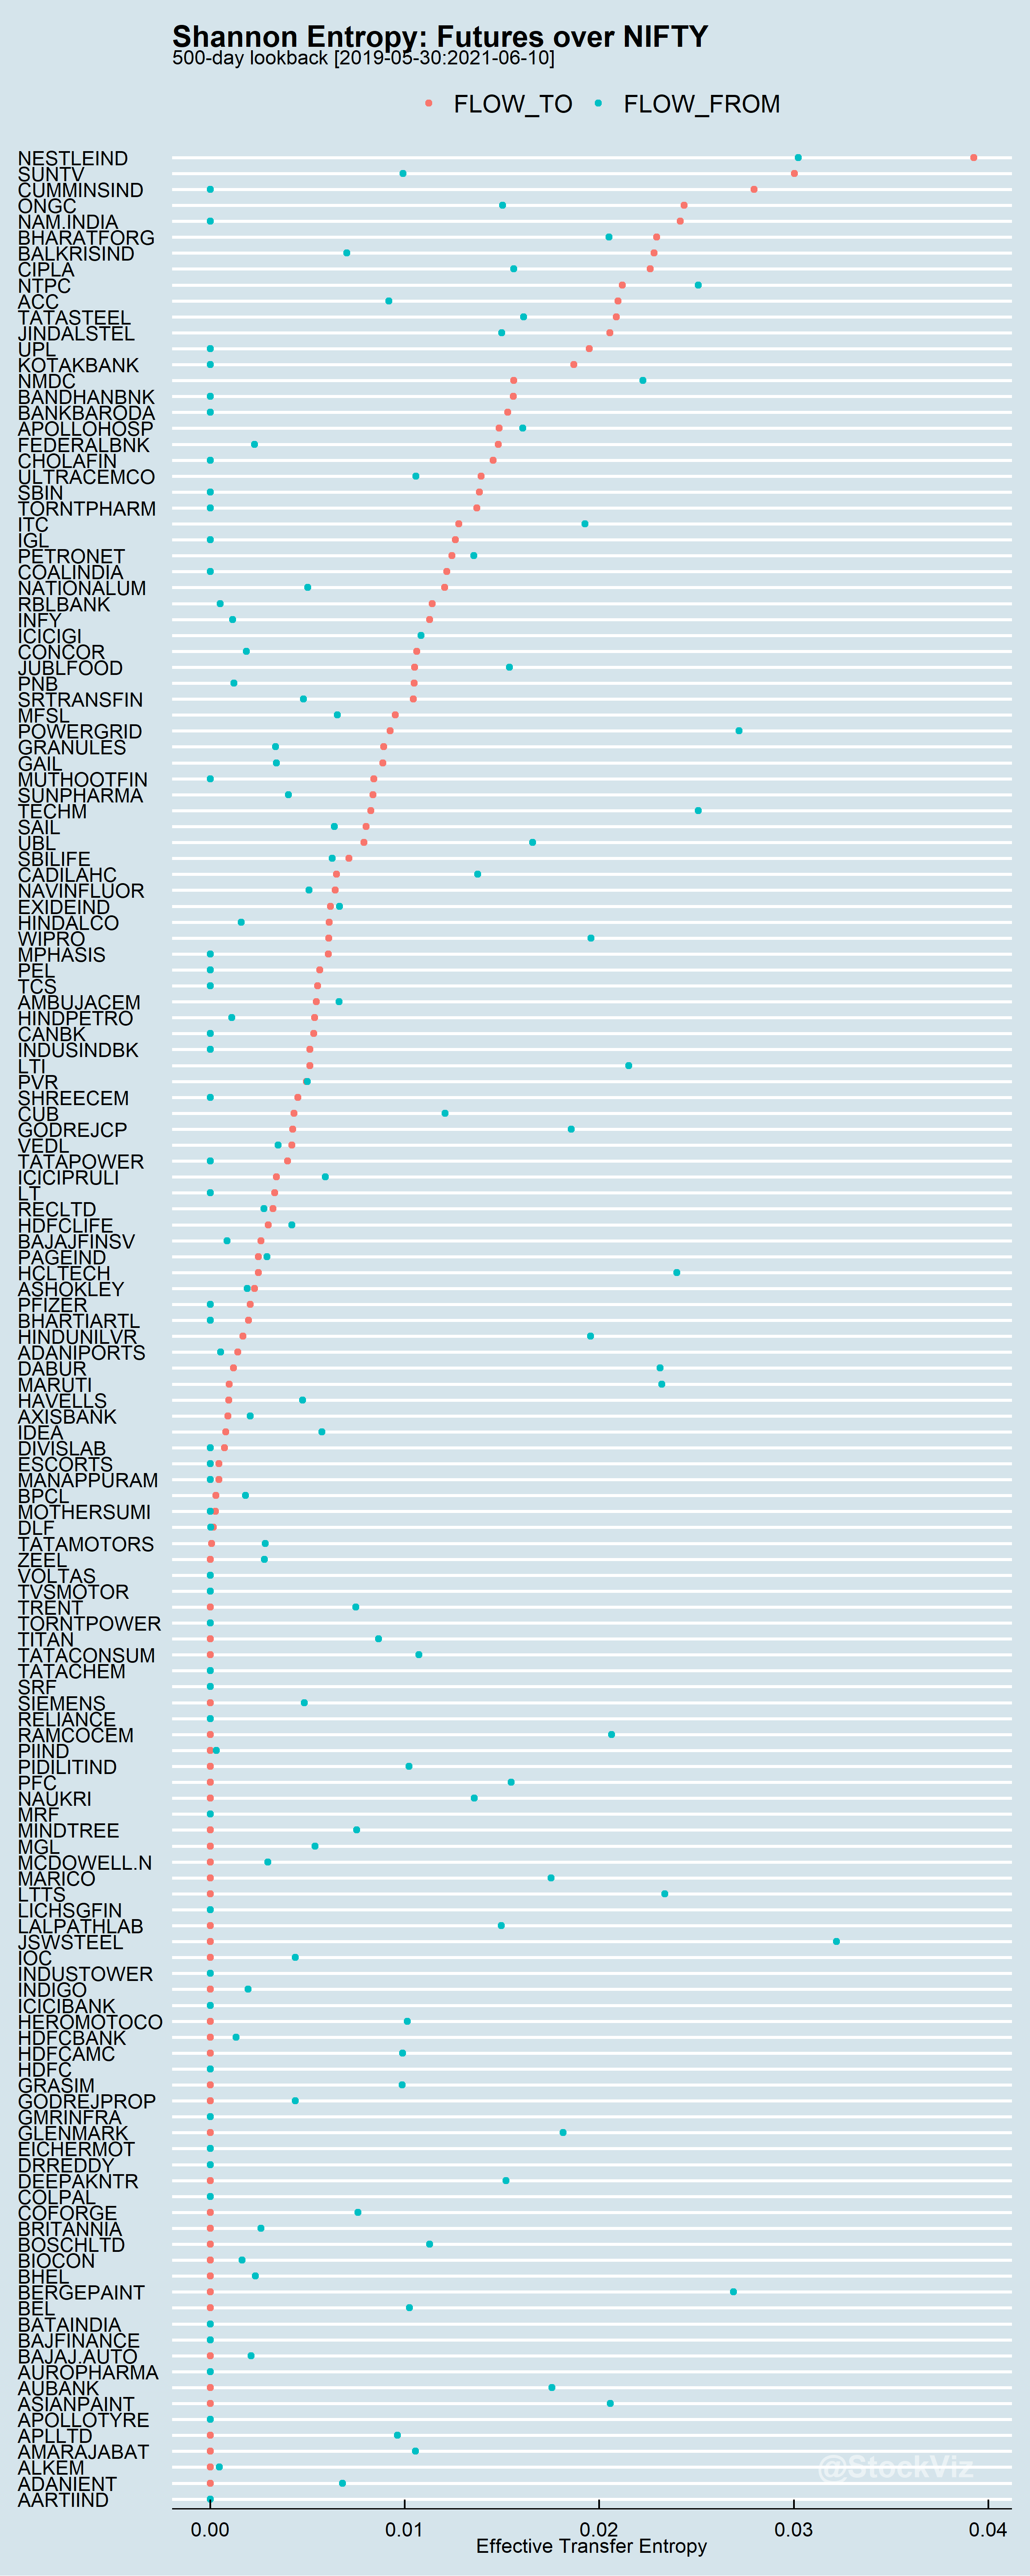 Shannon Entropy: Futures over NIFTY
500-day lookback [2019-05-30:2021-06-10]
FLOW_TO FLOW_FROM
NESTLEIND
SUNTV
CUMMINSIND
ONGC
NAM.INDIA
BHARATFORG
BALKRISIND
CIPLA
NTPC
ACC
TATASTEEL
JINDALSTEL
UPL
KOTAKBANK
NMDC
BANDHANBNK
BANKBARODA
APOLLOHOSP
FEDERALBNK
CHOLAFIN
ULTRACEMCO
SBIN
TORNTPHARM
ITC
IGL
PETRONET
COALINDIA
NATIONALUM
RBLBANK
INFY
ICICIGI
CONCOR
JUBLFOOD
PNB
SRTRANSFIN
MFSL
POWERGRID
GRANULES
GAIL
MUTHOOTFIN
SUNPHARMA
TECHM
SAIL
UBL
SBILIFE
CADILAHC
NAVINFLUOR
EXIDEIND
HINDALCO
WIPRO
MPHASIS
PEL
TCS
AMBUJACEM
HINDPETRO
CANBK
INDUSINDBK
LTI
PVR
SHREECEM
CUB
GODREJCP
VEDL
TATAPOWER
ICICIPRULI
LT
RECLTD
HDFCLIFE
BAJAJFINSV
PAGEIND
HCLTECH
ASHOKLEY
PFIZER
BHARTIARTL
HINDUNILVR
ADANIPORTS
DABUR
MARUTI
HAVELLS
AXISBANK
IDEA
DIVISLAB
ESCORTS
MANAPPURAM
BPCL
MOTHERSUMI
DLF
TATAMOTORS
ZEEL
VOLTAS
TVSMOTOR
TRENT
TORNTPOWER
TITAN
TATACONSUM
TATACHEM
SRF
SIEMENS
RELIANCE
RAMCOCEM
PIIND
PIDILITIND
PFC
NAUKRI
MRF
MINDTREE
MGL
MCDOWELL.N
MARICO
LTTS
LICHSGFIN
LALPATHLAB
JSWSTEEL
IOC
INDUSTOWER
INDIGO
ICICIBANK
HEROMOTOCO
HDFCBANK
HDFCAMC
HDFC
GRASIM
GODREJPROP
GMRINFRA
GLENMARK
EICHERMOT
DRREDDY
DEEPAKNTR
COLPAL
COFORGE
BRITANNIA
BOSCHLTD
BIOCON
BHEL
BERGEPAINT
BEL
BATAINDIA
BAJFINANCE
BAJAJ.AUTO
AUROPHARMA
AUBANK
ASIANPAINT
APOLLOTYRE
APLLTD
AMARAJABAT
ALKEM
ADANIENT
AARTIIND
@StockViz
0.00 0.01 0.02 0.03 0.04
Effective Transfer Entropy